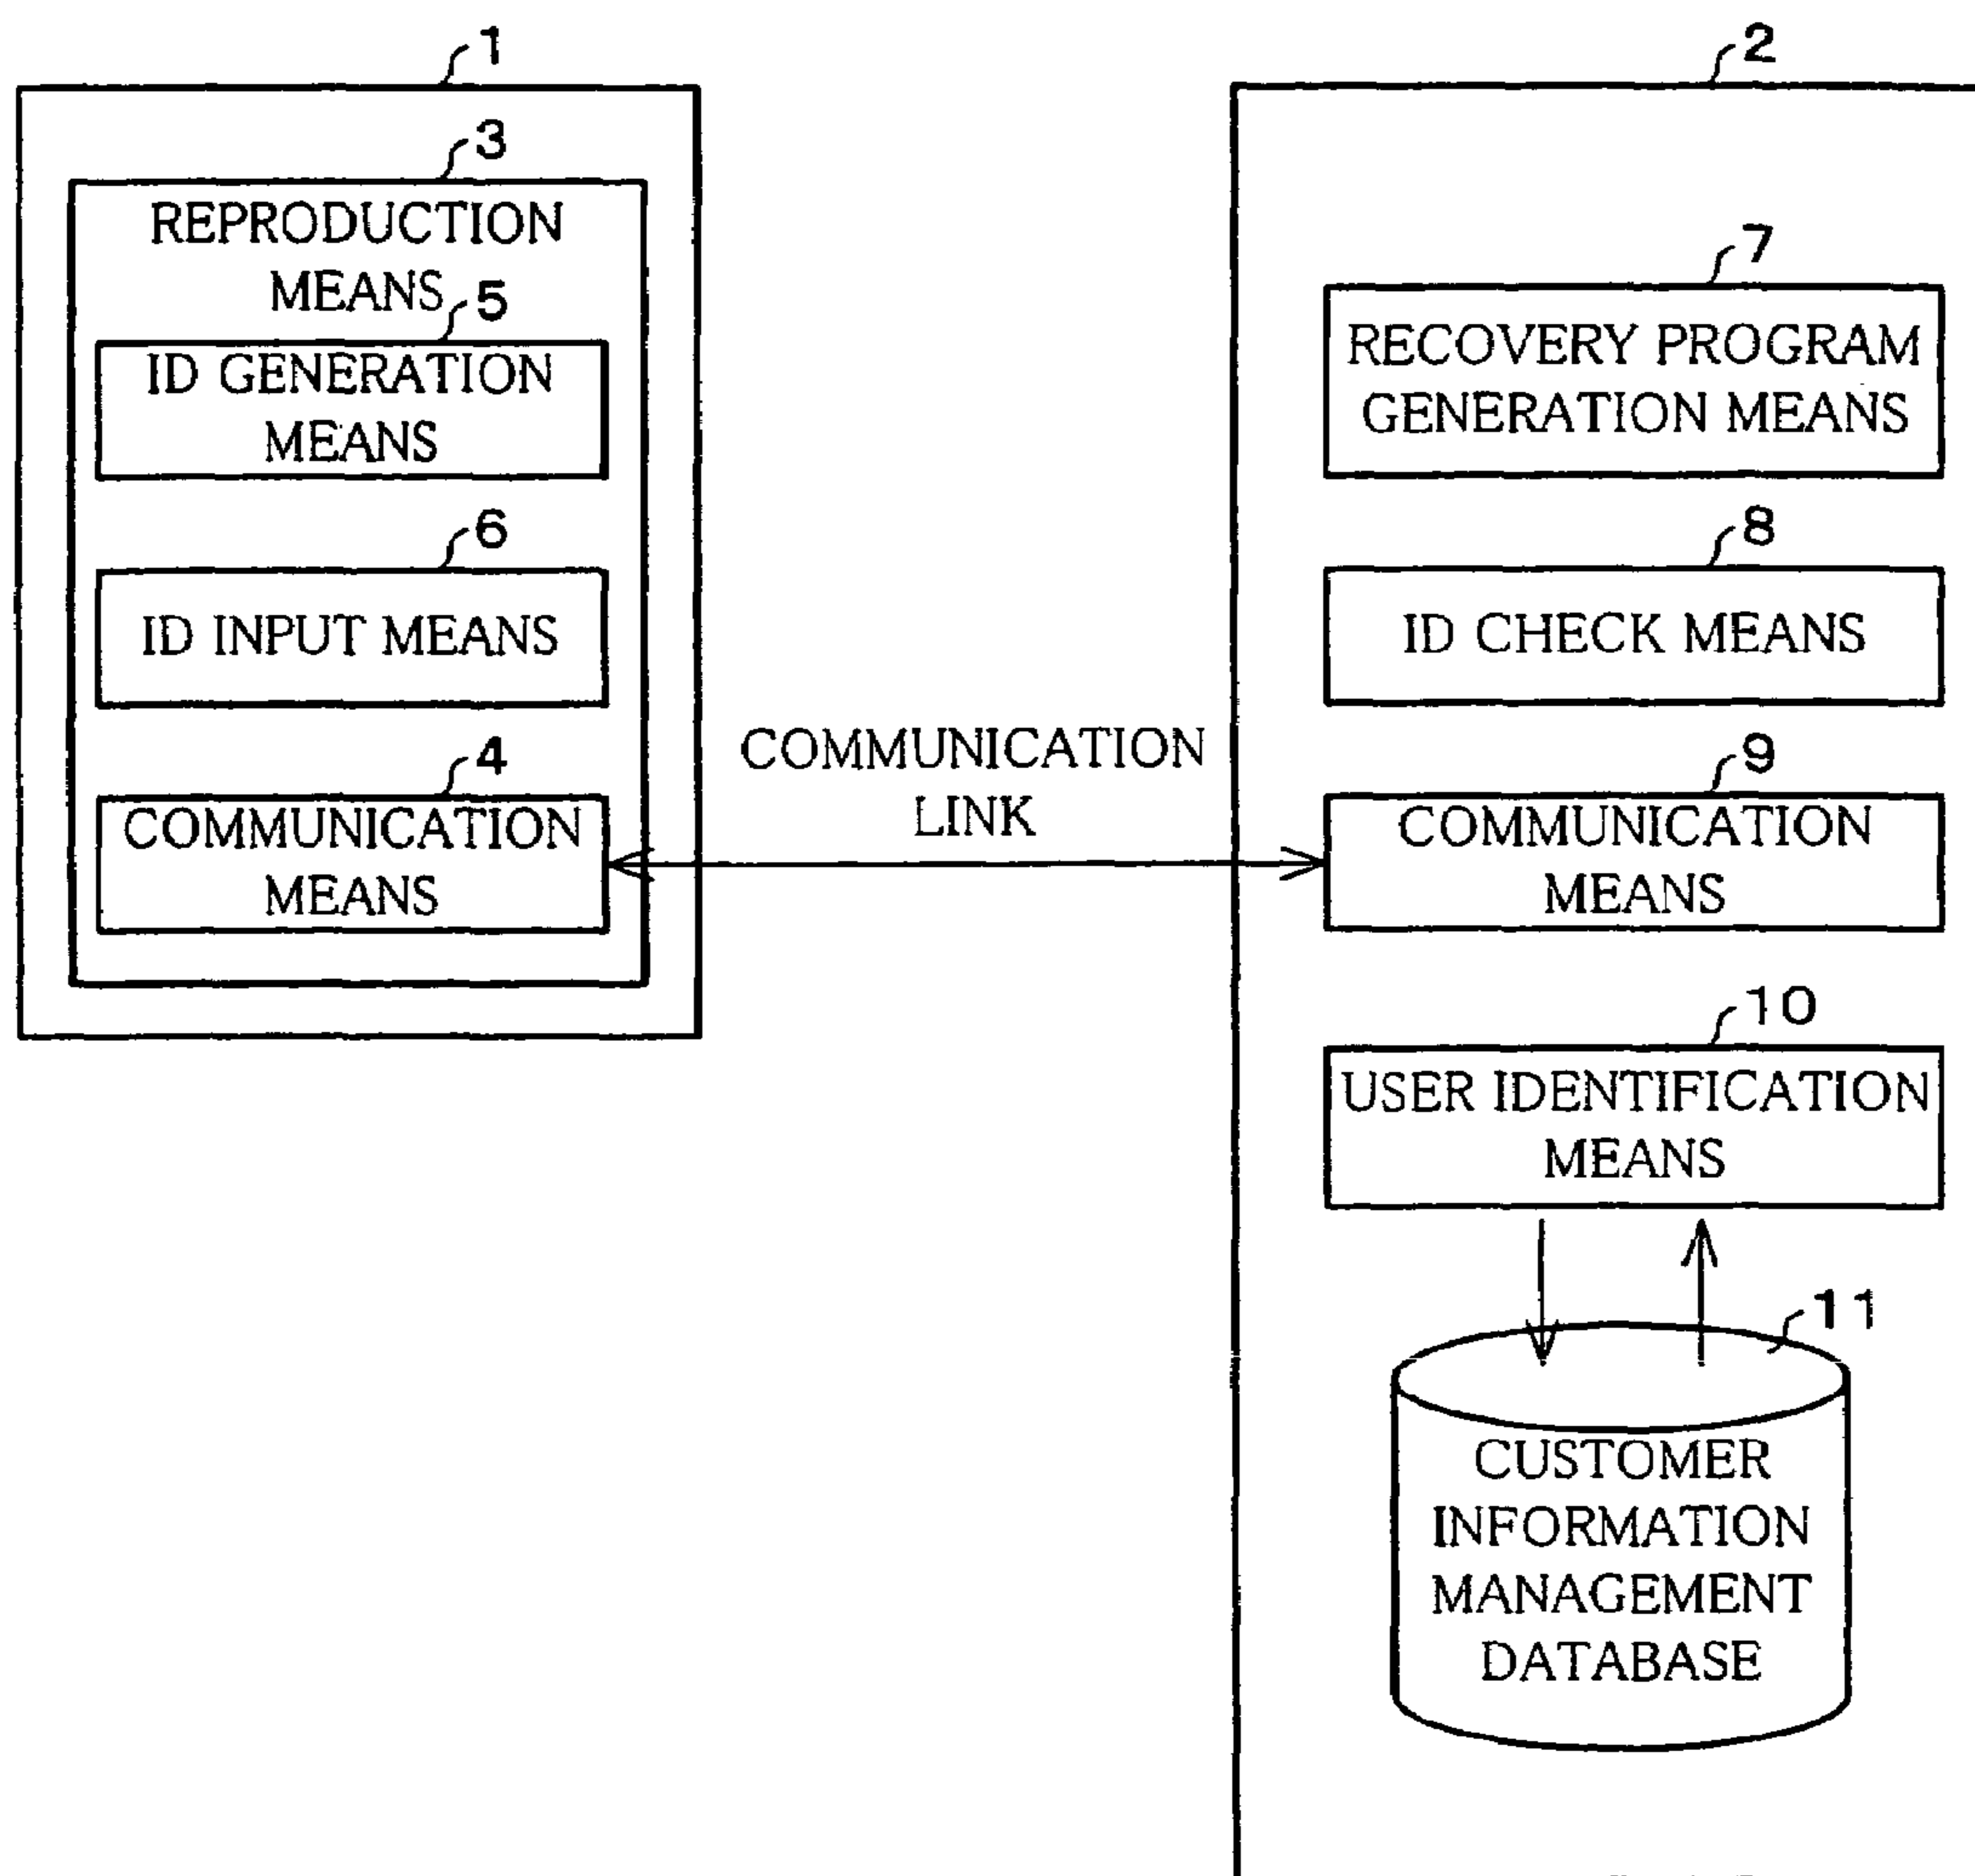 1
3
REPRODUCTION
MEANS
5
ID GENERATION
MEANS
6
ID INPUT MEANS
4
COMMUNICATION
MEANS
COMMUNICATION
LINK
2
7
RECOVERY PROGRAM
GENERATION MEANS
8
ID CHECK MEANS
9
COMMUNICATION
MEANS
10
USER IDENTIFICATION
MEANS
11
CUSTOMER
INFORMATION
MANAGEMENT
DATABASE